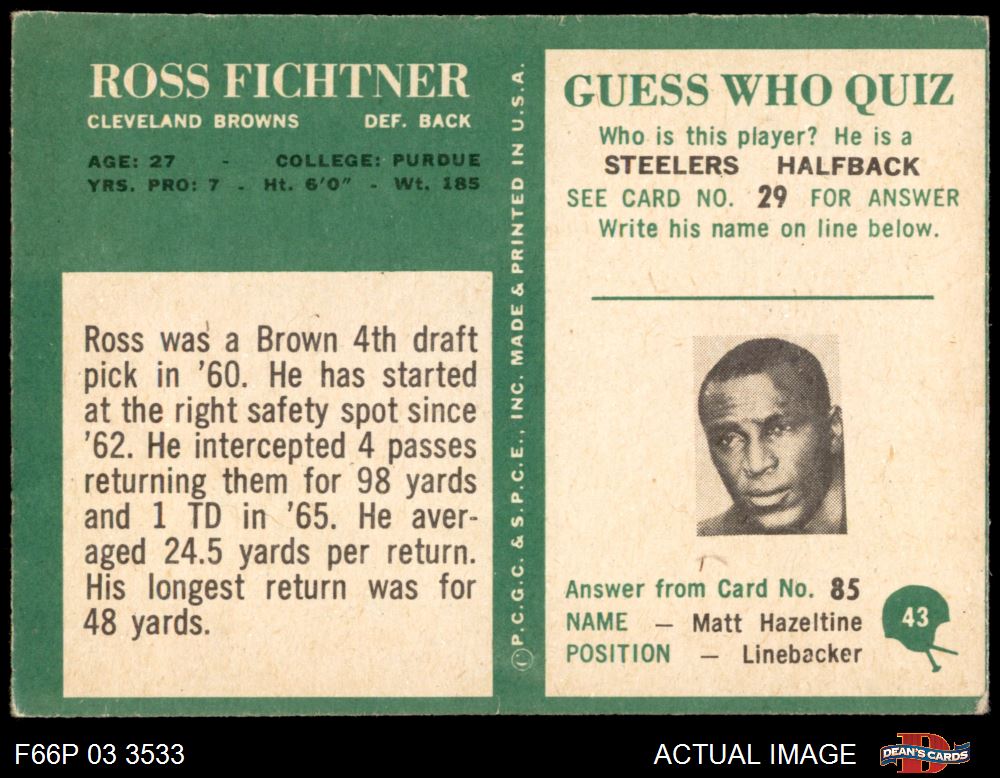 ROSS FICHTNER
CLEVELAND BROWNS DEF. BACK
AGE: 27 - COLLEGE: PURDUE
YRS. PRO: 7 - Ht. 6'0" - Wt. 185
Ross was a Brown 4th draft
pick in '60. He has started
at the right safety spot since
'62. He intercepted 4 passes
returning them for 98 yards
and 1 TD in '65. He aver-
aged 24.5 yards per return.
His longest return was for
48 yards.
© P.C.G.C. & S.P.C.E., INC. MADE & PRINTED IN U.S.A.
GUESS WHO QUIZ
Who is this player? He is a
STEELERS HALFBACK
SEE CARD NO. 29 FOR ANSWER
Write his name on line below.
Answer from Card No. 85
NAME — Matt Hazeltine
POSITION — Linebacker
43
F66P 03 3533
ACTUAL IMAGE
D
DEAN'S CARDS